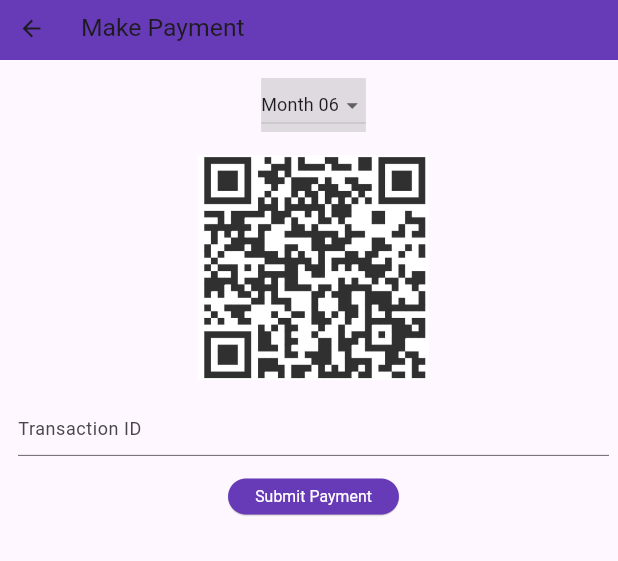 Make Payment
Month 06
Transaction ID
Submit Payment